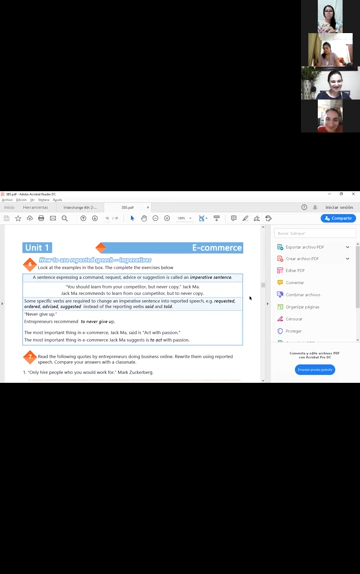 Inicio
Herramientas
SB5.pdf
Iniciar sesión
Compartir
Unit 1
E-commerce
How to use reported speech—Imperatives
Look at the examples in the box. The complete the exercises below.
A sentence expressing a command, request, advice or suggestion is called an imperative sentence.
"You should learn from your competitor, but never copy." Jack Ma.
Jack Ma recommends to learn from our competitor, but to never copy.
Some specific verbs are required to change an imperative sentence into reported speech, e.g. requested,
ordered, advised, suggested instead of the reporting verbs said and told.
"Never give up."
Entrepreneurs recommend to never give up.
The most important thing in e-commerce, Jack Ma, said is "Act with passion."
The most important thing in e-commerce Jack Ma suggests is to act with passion.
Read the following quotes by entrepreneurs doing business online. Rewrite them using reported
speech. Compare your answers with a classmate.
1. "Only hire people who you would work for." Mark Zuckerberg.
Exportar archivo PDF
Crear archivo PDF
Editar PDF
Comentar
Combinar archivos
Organizar páginas
Censurar
Proteger